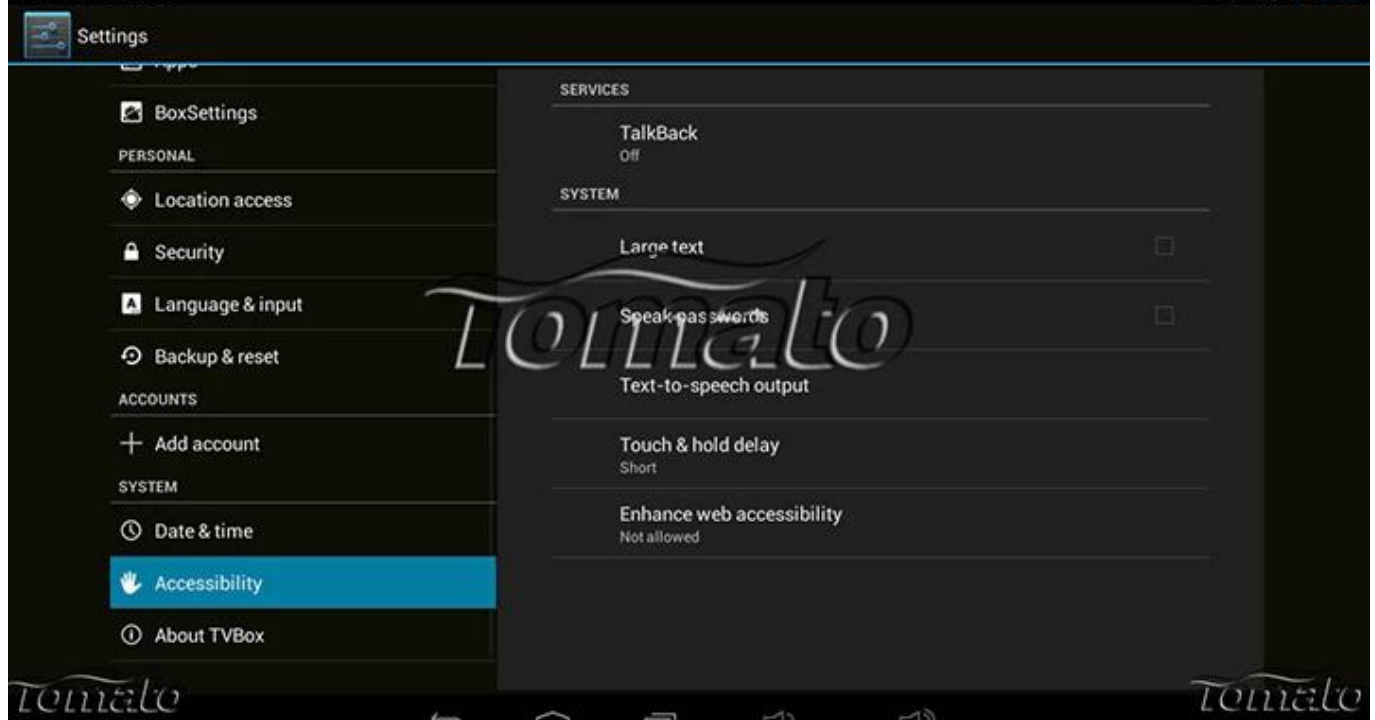 Settings
Apps
BoxSettings
PERSONAL
Location access
Security
Language & input
Backup & reset
ACCOUNTS
Add account
SYSTEM
Date & time
Accessibility
About TVBox
SERVICES
TalkBack
Off
SYSTEM
Large text
Speak passwords
Text-to-speech output
Touch & hold delay
Short
Enhance web accessibility
Not allowed
Tomato
Tomato
Tomato